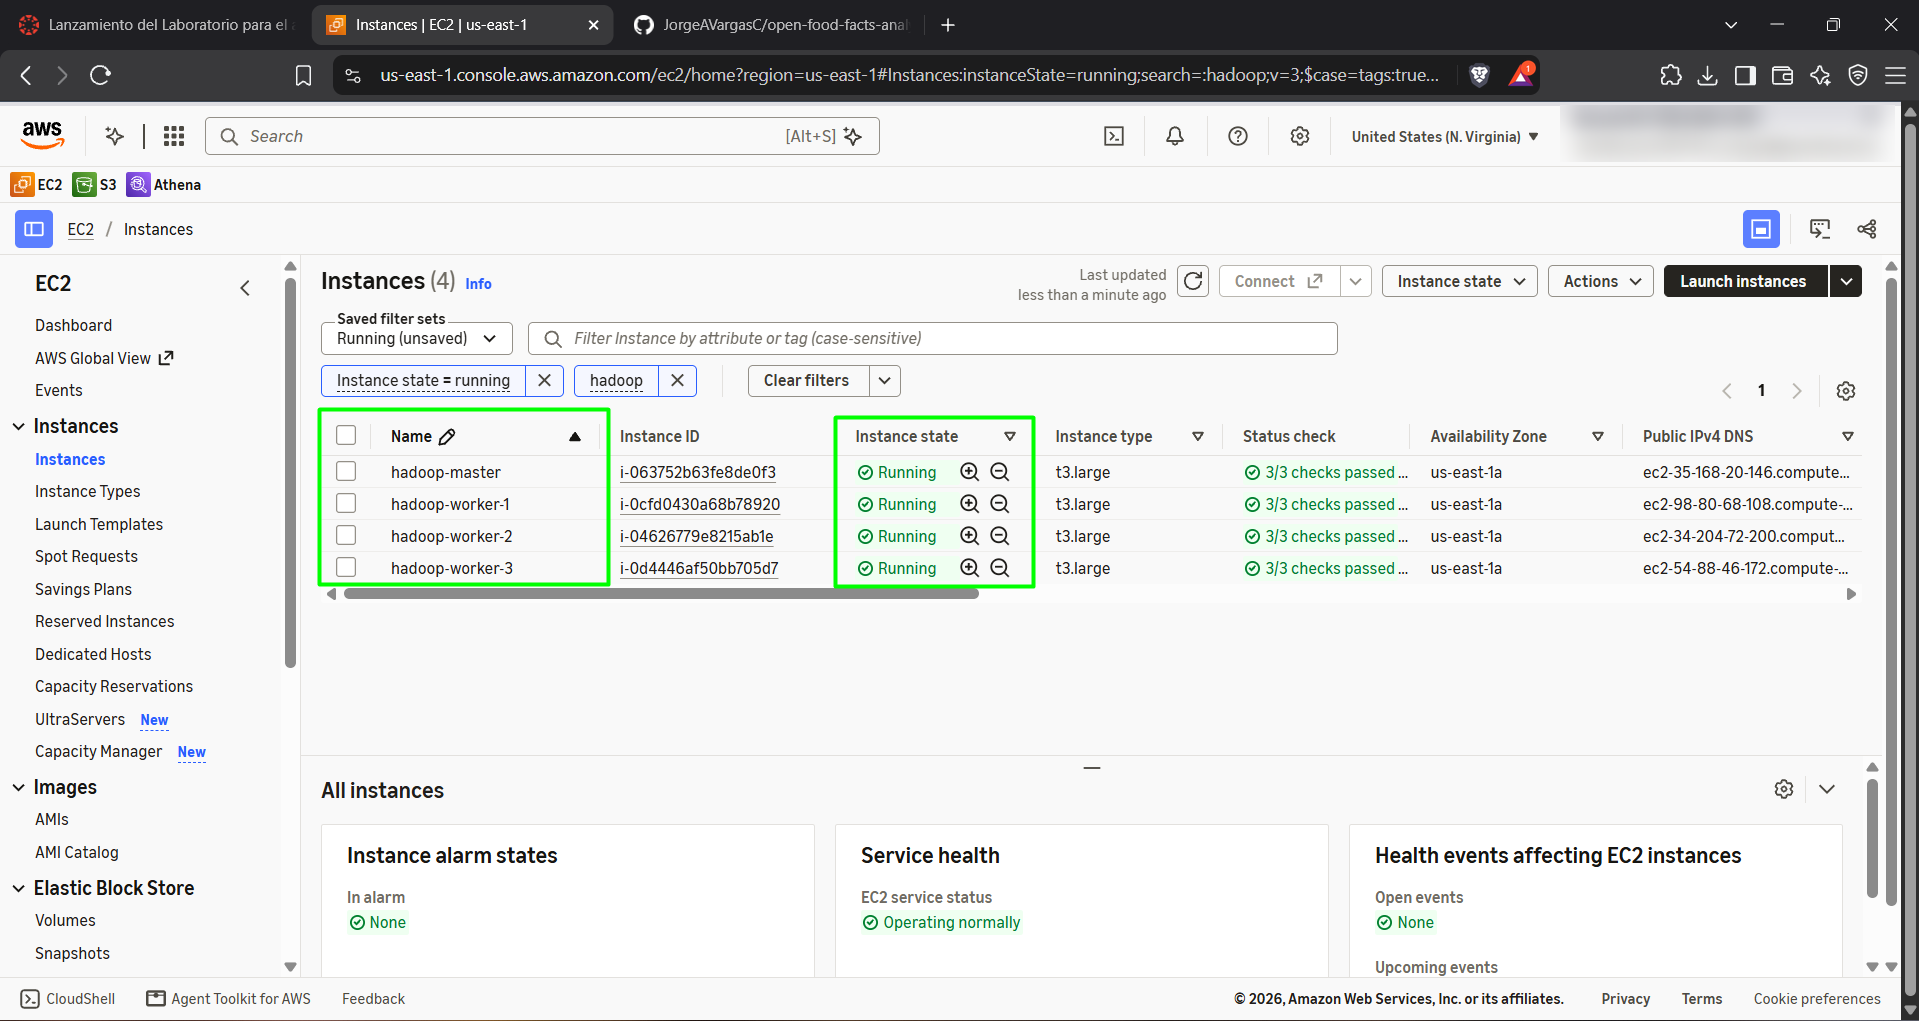 Lanzamiento del Laboratorio para el
Instances | EC2 | us-east-1
JorgeAVargasC/open-food-facts-anal
us-east-1.console.aws.amazon.com/ec2/home?region=us-east-1#Instances:instanceState=running;search=:hadoop;v=3;$case=tags:true...
1
aws
Search
[Alt+S]
United States (N. Virginia)
EC2
S3
Athena
EC2 / Instances
EC2
Dashboard
AWS Global View
Events
Instances
Instances
Instance Types
Launch Templates
Spot Requests
Savings Plans
Reserved Instances
Dedicated Hosts
Capacity Reservations
UltraServers New
Capacity Manager New
Images
AMIs
AMI Catalog
Elastic Block Store
Volumes
Snapshots
Instances (4) Info
Last updated
less than a minute ago
Connect
Instance state
Actions
Launch instances
Saved filter sets
Running (unsaved)
Filter Instance by attribute or tag (case-sensitive)
Instance state = running
hadoop
Clear filters
1
Name Instance ID Instance state Instance type Status check Availability Zone Public IPv4 DNS
hadoop-master i-063752b63fe8de0f3 Running t3.large 3/3 checks passed ... us-east-1a ec2-35-168-20-146.compute...
hadoop-worker-1 i-0cfd0430a68b78920 Running t3.large 3/3 checks passed ... us-east-1a ec2-98-80-68-108.compute-...
hadoop-worker-2 i-04626779e8215ab1e Running t3.large 3/3 checks passed ... us-east-1a ec2-34-204-72-200.comput...
hadoop-worker-3 i-0d4446af50bb705d7 Running t3.large 3/3 checks passed ... us-east-1a ec2-54-88-46-172.compute-...
All instances
Instance alarm states
In alarm
None
Service health
EC2 service status
Operating normally
Health events affecting EC2 instances
Open events
None
Upcoming events
CloudShell
Agent Toolkit for AWS
Feedback
© 2026, Amazon Web Services, Inc. or its affiliates.
Privacy
Terms
Cookie preferences